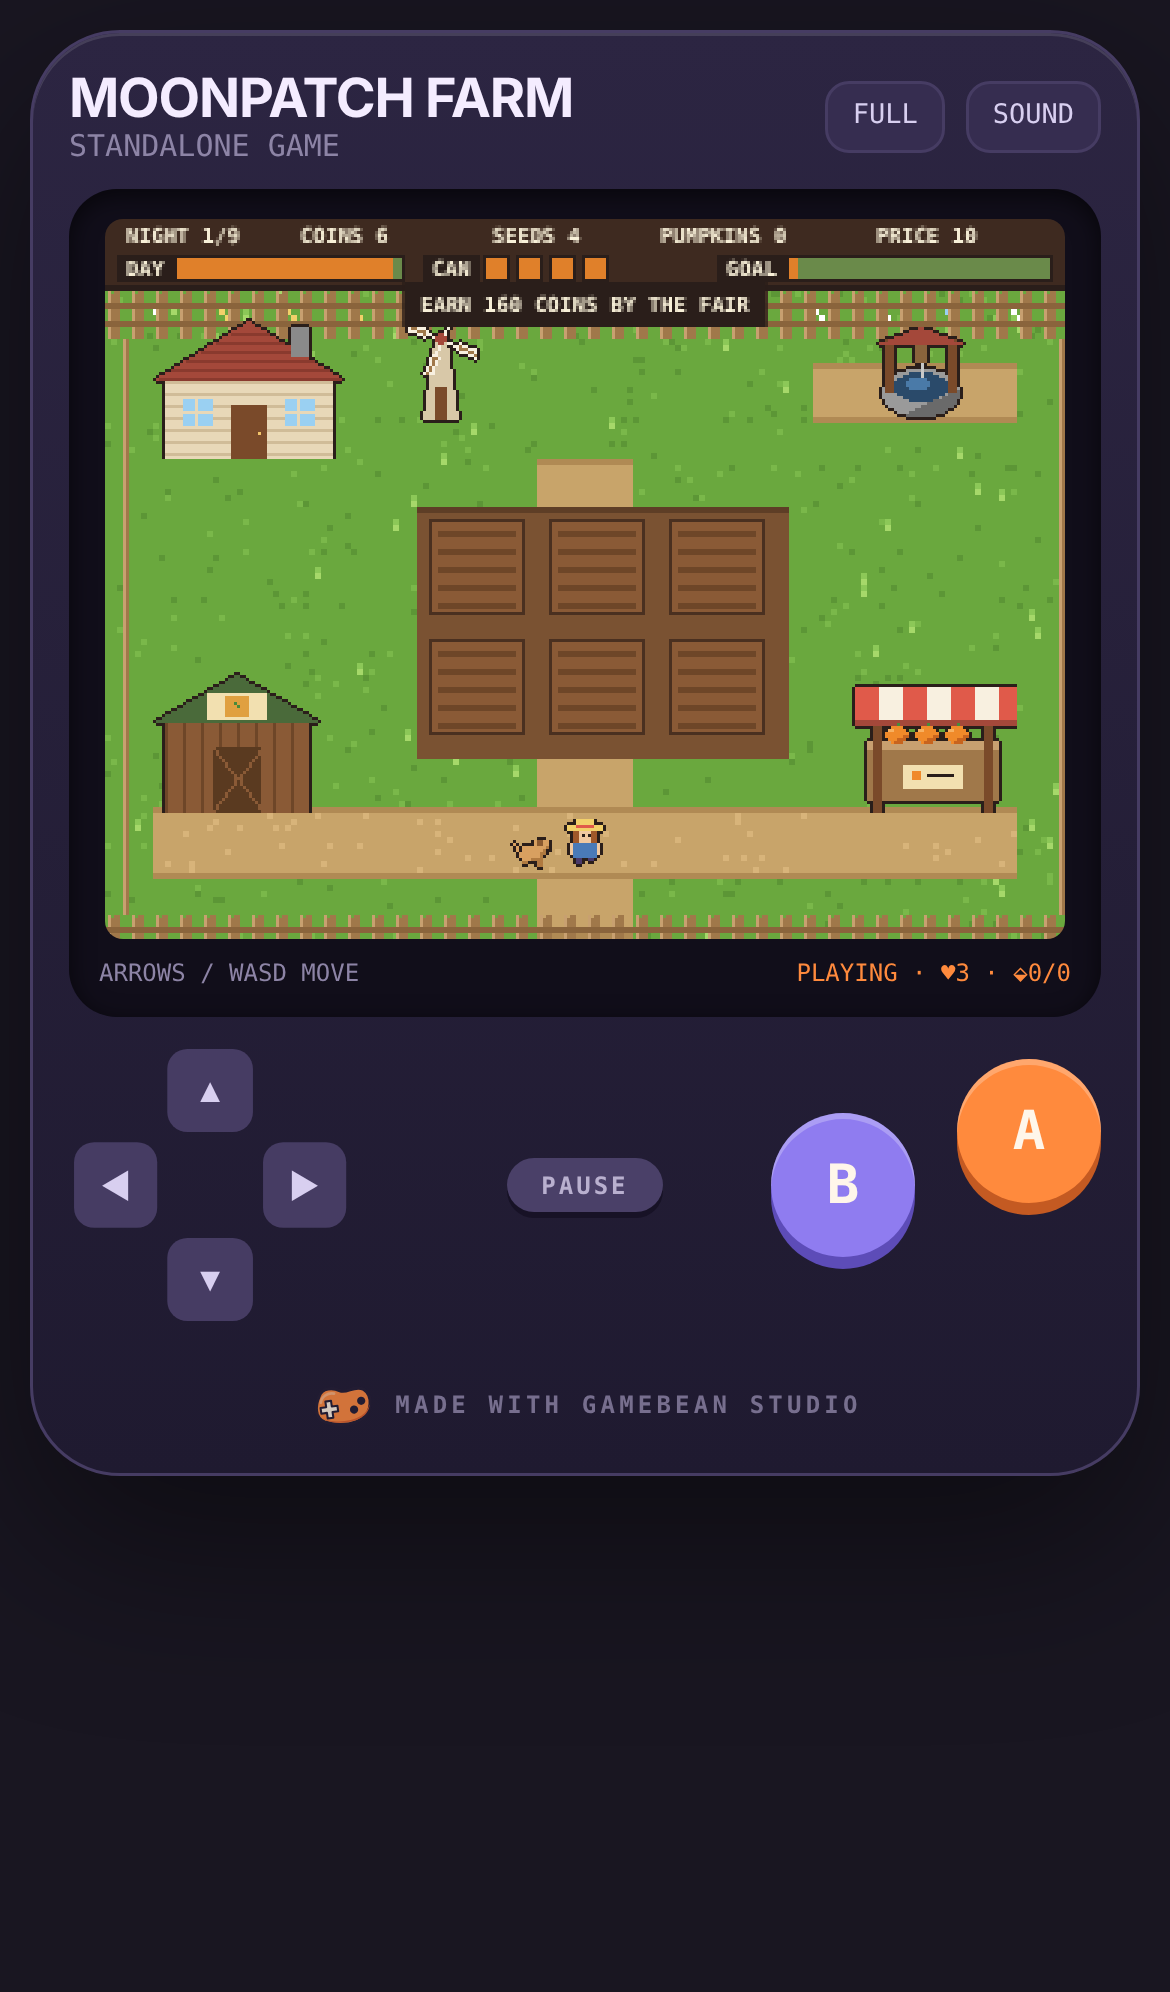 MOONPATCH FARM
STANDALONE GAME
FULL
SOUND
NIGHT 1/9 COINS 6 SEEDS 4 PUMPKINS 0 PRICE 10
DAY CAN GOAL
EARN 160 COINS BY THE FAIR
ARROWS / WASD MOVE
PLAYING · ♥3 · ⬙0/0
PAUSE
B
A
MADE WITH GAMEBEAN STUDIO